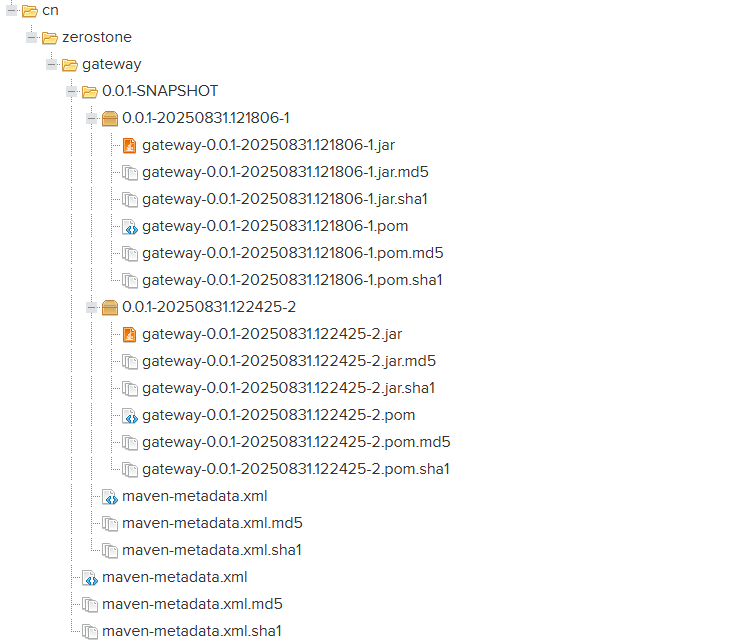 cn
zerostone
gateway
0.0.1-SNAPSHOT
0.0.1-20250831.121806-1
gateway-0.0.1-20250831.121806-1.jar
gateway-0.0.1-20250831.121806-1.jar.md5
gateway-0.0.1-20250831.121806-1.jar.sha1
gateway-0.0.1-20250831.121806-1.pom
gateway-0.0.1-20250831.121806-1.pom.md5
gateway-0.0.1-20250831.121806-1.pom.sha1
0.0.1-20250831.122425-2
gateway-0.0.1-20250831.122425-2.jar
gateway-0.0.1-20250831.122425-2.jar.md5
gateway-0.0.1-20250831.122425-2.jar.sha1
gateway-0.0.1-20250831.122425-2.pom
gateway-0.0.1-20250831.122425-2.pom.md5
gateway-0.0.1-20250831.122425-2.pom.sha1
maven-metadata.xml
maven-metadata.xml.md5
maven-metadata.xml.sha1
maven-metadata.xml
maven-metadata.xml.md5
maven-metadata.xml.sha1